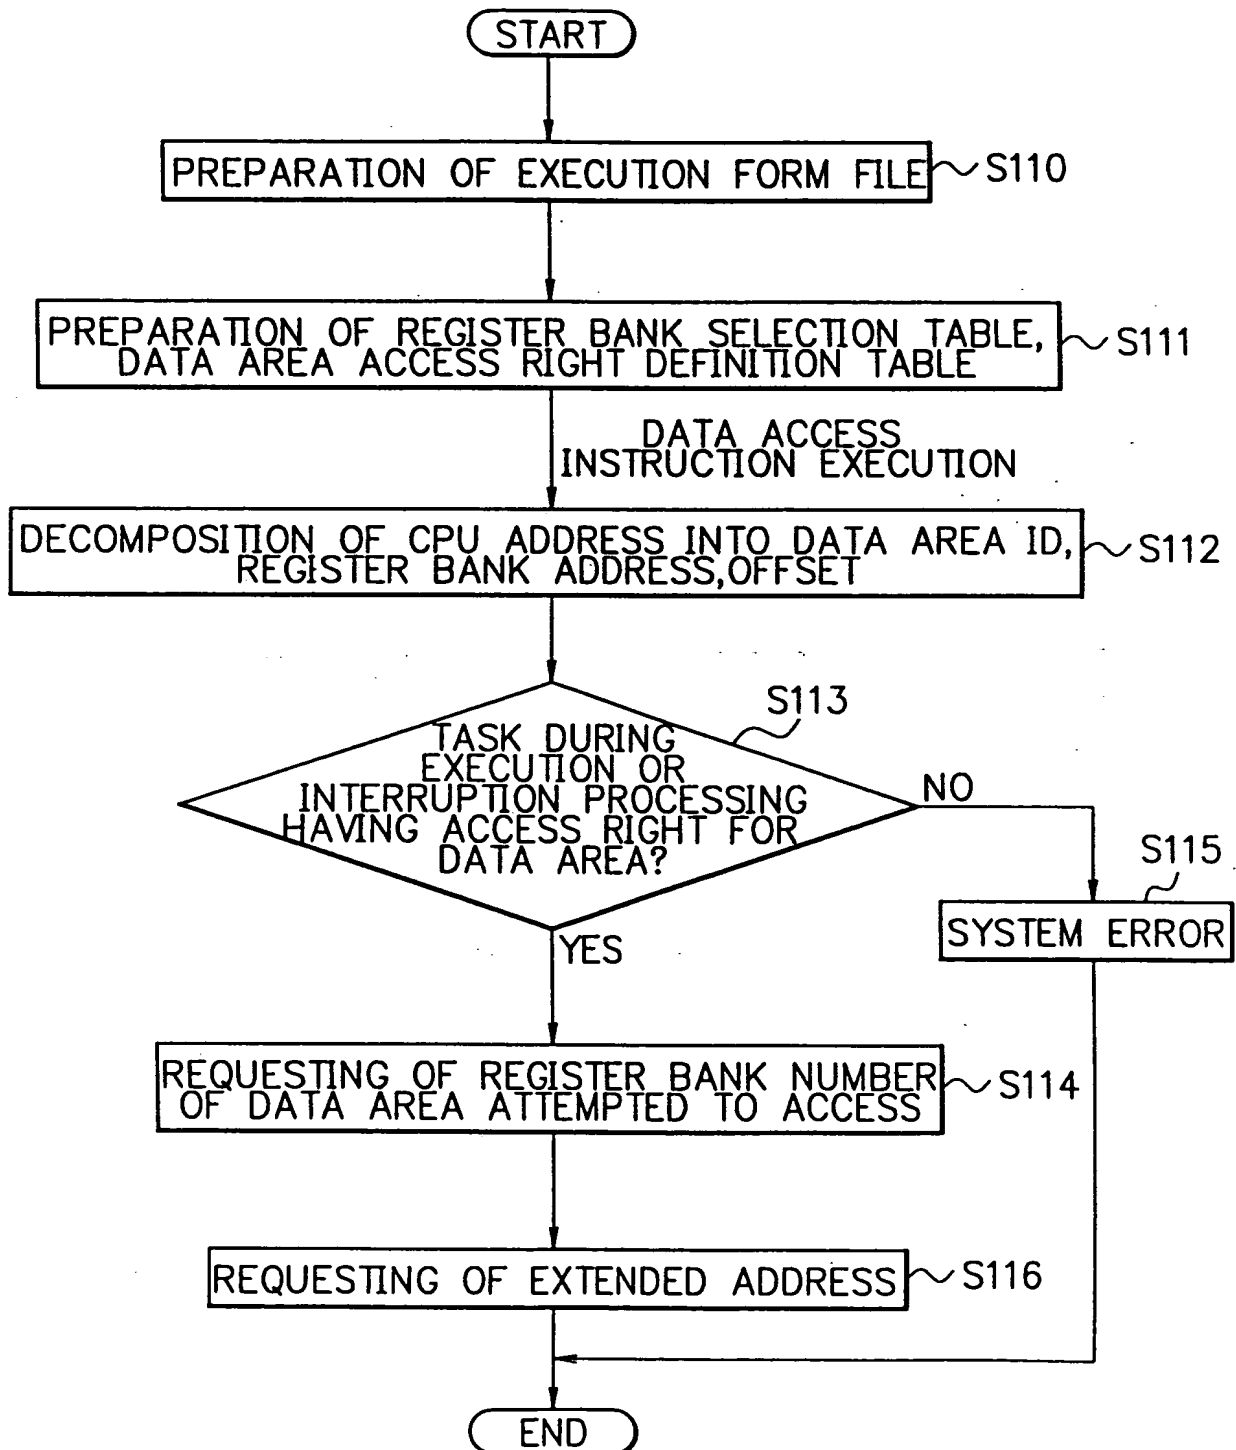 START
PREPARATION OF EXECUTION FORM FILE
S110
PREPARATION OF REGISTER BANK SELECTION TABLE,
DATA AREA ACCESS RIGHT DEFINITION TABLE
S111
DATA ACCESS
INSTRUCTION EXECUTION
DECOMPOSITION OF CPU ADDRESS INTO DATA AREA ID,
REGISTER BANK ADDRESS,OFFSET
S112
S113
TASK DURING
EXECUTION OR
INTERRUPTION PROCESSING
HAVING ACCESS RIGHT FOR
DATA AREA?
NO
S115
SYSTEM ERROR
YES
REQUESTING OF REGISTER BANK NUMBER
OF DATA AREA ATTEMPTED TO ACCESS
S114
REQUESTING OF EXTENDED ADDRESS
S116
END